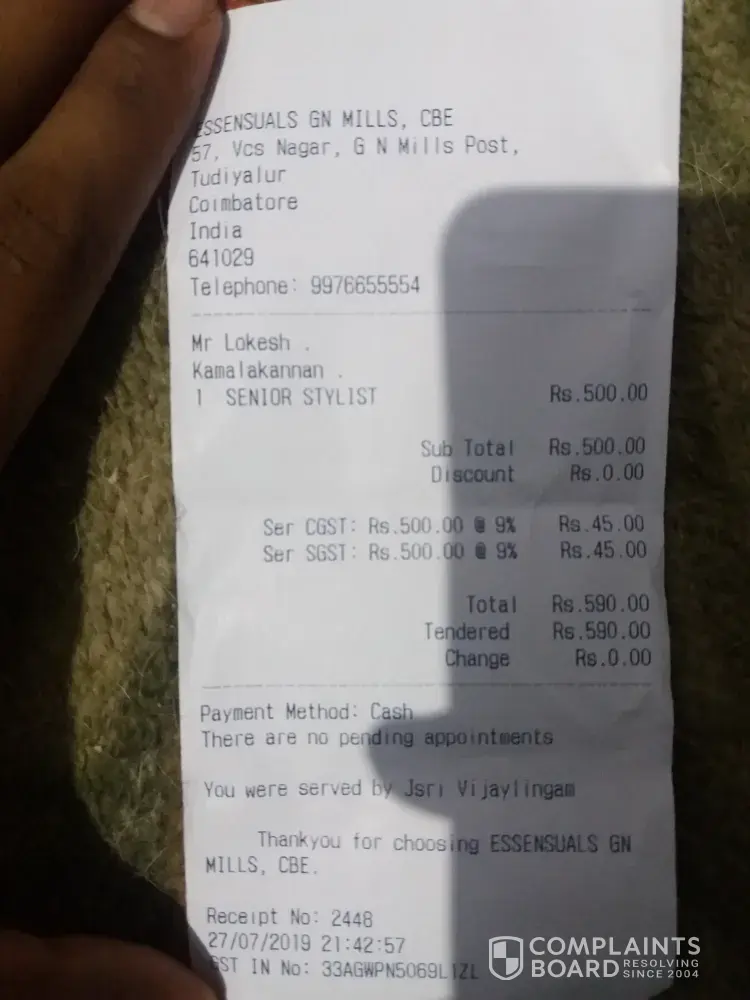 ESSENSUALS GN MILLS, CBE
57, Vcs Nagar, G N Mills Post,
Tudiyalur
Coimbatore
India
641029
Telephone: 9976655554
Mr Lokesh .
Kamalakannan .
1 SENIOR STYLIST Rs.500.00
Sub Total Rs.500.00
Discount Rs.0.00
Ser CGST: Rs.500.00 @ 9% Rs.45.00
Ser SGST: Rs.500.00 @ 9% Rs.45.00
Total Rs.590.00
Tendered Rs.590.00
Change Rs.0.00
Payment Method: Cash
There are no pending appointments
You were served by Jsri Vijaylingam
Thankyou for choosing ESSENSUALS GN
MILLS, CBE.
Receipt No: 2448
27/07/2019 21:42:57
GST IN No: 33AGWPN5069L1ZL
COMPLAINTS
BOARD RESOLVING
SINCE 2004